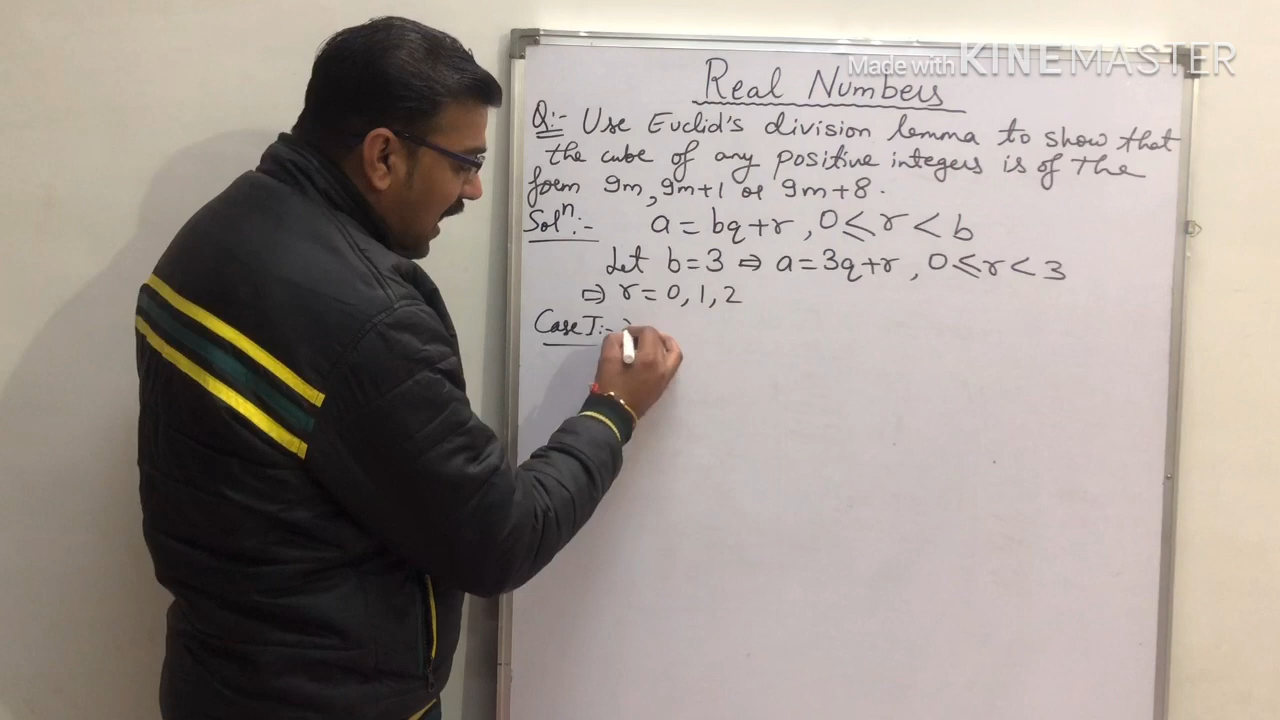 Made with KINEMASTER
Real Numbers
Q:- Use Euclid's division lemma to show that
the cube of any positive integers is of the
form 9m, 9m+1 or 9m+8.
Solⁿ:- a = bq+r, 0≤r<b
Let b=3 ⇒ a=3q+r, 0≤r<3
⇒ r=0,1,2
Case I:-